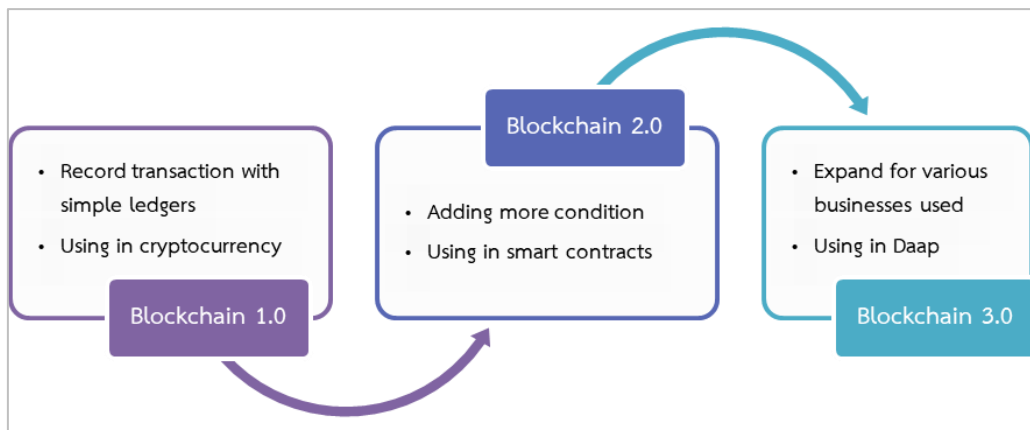 • Record transaction with
simple ledgers
• Using in cryptocurrency
Blockchain 1.0
Blockchain 2.0
• Adding more condition
• Using in smart contracts
• Expand for various
businesses used
• Using in Daap
Blockchain 3.0